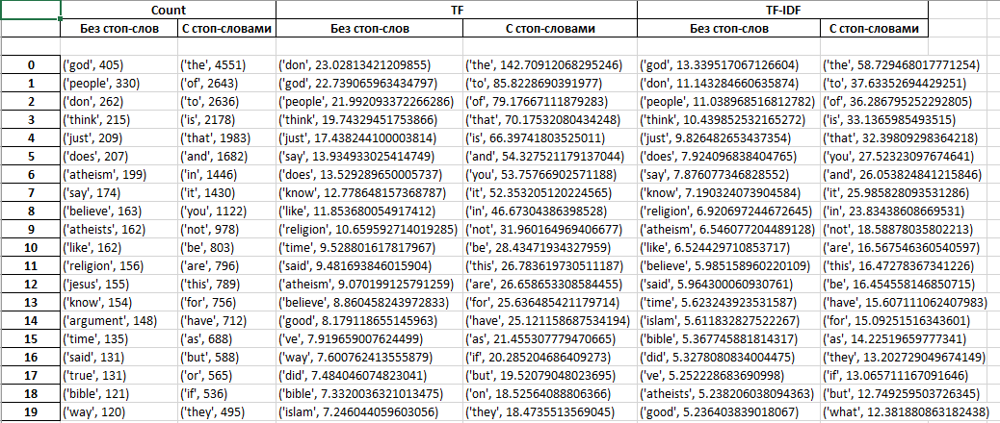 Count TF TF-IDF
Без стоп-слов С стоп-словами Без стоп-слов С стоп-словами Без стоп-слов С стоп-словами
0 ('god', 405) ('the', 4551) ('don', 23.02813421209855) ('the', 142.70912068295246) ('god', 13.339517067126604) ('the', 58.729468017771254)
1 ('people', 330) ('of', 2643) ('god', 22.739065963434797) ('to', 85.8228690391977) ('don', 11.143284660635874) ('to', 37.63352694429251)
2 ('don', 262) ('to', 2636) ('people', 21.992093372266286) ('of', 79.17667111879283) ('people', 11.038968516812782) ('of', 36.286795252292805)
3 ('think', 215) ('is', 2178) ('think', 19.74329451753866) ('that', 70.17532080434248) ('think', 10.439852532165272) ('is', 33.1365985493515)
4 ('just', 209) ('that', 1983) ('just', 17.438244100003814) ('is', 66.39741803525011) ('just', 9.826482653437354) ('that', 32.39809298364218)
5 ('does', 207) ('and', 1682) ('say', 13.934933025414749) ('and', 54.327521179137044) ('does', 7.924096838404765) ('you', 27.52323097674641)
6 ('atheism', 199) ('in', 1446) ('does', 13.529289650005737) ('you', 53.75766902571188) ('say', 7.876077346828552) ('and', 26.053824841215846)
7 ('say', 174) ('it', 1430) ('know', 12.778648157368787) ('it', 52.353205120224565) ('know', 7.190324073904584) ('it', 25.985828093531286)
8 ('believe', 163) ('you', 1122) ('like', 11.853680054917412) ('in', 46.67304386398528) ('religion', 6.920697244672645) ('in', 23.83438608669531)
9 ('atheists', 162) ('not', 978) ('religion', 10.659592714019285) ('not', 31.960164969406677) ('atheism', 6.546077204489128) ('not', 18.58878035802213)
10 ('like', 162) ('be', 803) ('time', 9.528801617817967) ('be', 28.43471934327959) ('like', 6.524429710853717) ('are', 16.567546360540597)
11 ('religion', 156) ('are', 796) ('said', 9.481693846015904) ('this', 26.783619730511187) ('believe', 5.985158960220109) ('this', 16.47278367341226)
12 ('jesus', 155) ('this', 789) ('atheism', 9.070199125791259) ('are', 26.658653308584455) ('said', 5.964300060930761) ('be', 16.454558146850715)
13 ('know', 154) ('for', 756) ('believe', 8.860458243972833) ('for', 25.636485421179714) ('time', 5.623243923531587) ('have', 15.607111062407983)
14 ('argument', 148) ('have', 712) ('good', 8.179118655145963) ('have', 25.121158687534194) ('islam', 5.611832827522267) ('for', 15.09251516343601)
15 ('time', 135) ('as', 688) ('ve', 7.919659007624499) ('as', 21.455307779470665) ('bible', 5.367745881814317) ('as', 14.22519659777341)
16 ('said', 131) ('but', 588) ('way', 7.600762413555879) ('if', 20.285204686409273) ('did', 5.3278080834004475) ('they', 13.202729049674149)
17 ('true', 131) ('or', 565) ('did', 7.484046074823041) ('but', 19.52079048023695) ('ve', 5.252228683690998) ('if', 13.065711167091646)
18 ('bible', 121) ('if', 536) ('bible', 7.3320036321013475) ('on', 18.52564088806366) ('atheists', 5.238206038094363) ('but', 12.749259503726345)
19 ('way', 120) ('they', 495) ('islam', 7.246044059603056) ('they', 18.4735513569045) ('good', 5.236403839018067) ('what', 12.381880863182438)